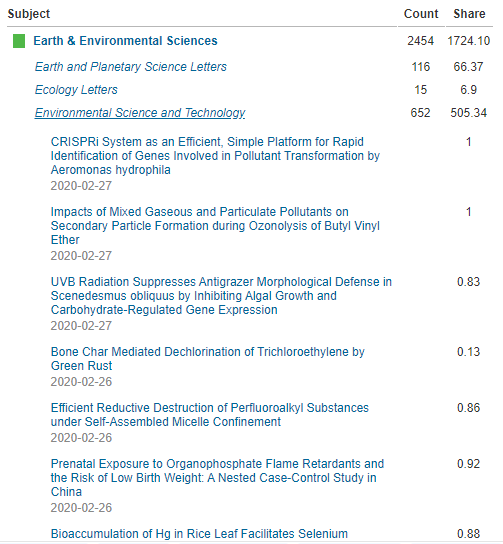 Subject Count Share
Earth & Environmental Sciences 2454 1724.10
Earth and Planetary Science Letters 116 66.37
Ecology Letters 15 6.9
Environmental Science and Technology 652 505.34
CRISPRi System as an Efficient, Simple Platform for Rapid 1
Identification of Genes Involved in Pollutant Transformation by
Aeromonas hydrophila
2020-02-27
Impacts of Mixed Gaseous and Particulate Pollutants on 1
Secondary Particle Formation during Ozonolysis of Butyl Vinyl
Ether
2020-02-27
UVB Radiation Suppresses Antigrazer Morphological Defense in 0.83
Scenedesmus obliquus by Inhibiting Algal Growth and
Carbohydrate-Regulated Gene Expression
2020-02-27
Bone Char Mediated Dechlorination of Trichloroethylene by 0.13
Green Rust
2020-02-26
Efficient Reductive Destruction of Perfluoroalkyl Substances 0.86
under Self-Assembled Micelle Confinement
2020-02-26
Prenatal Exposure to Organophosphate Flame Retardants and 0.92
the Risk of Low Birth Weight: A Nested Case-Control Study in
China
2020-02-26
Bioaccumulation of Hg in Rice Leaf Facilitates Selenium 0.88